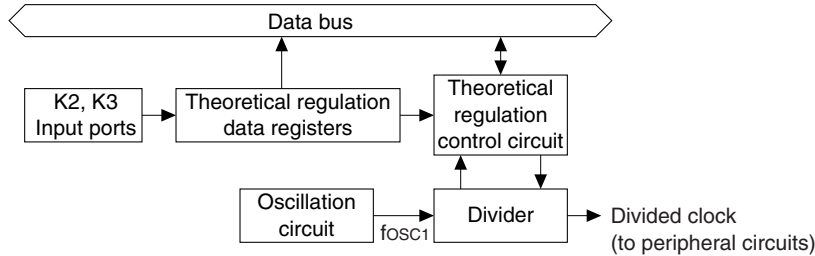 Data bus
K2, K3
Input ports
Theoretical regulation
data registers
Theoretical
regulation
control circuit
Oscillation
circuit
fOSC1
Divider
Divided clock
(to peripheral circuits)